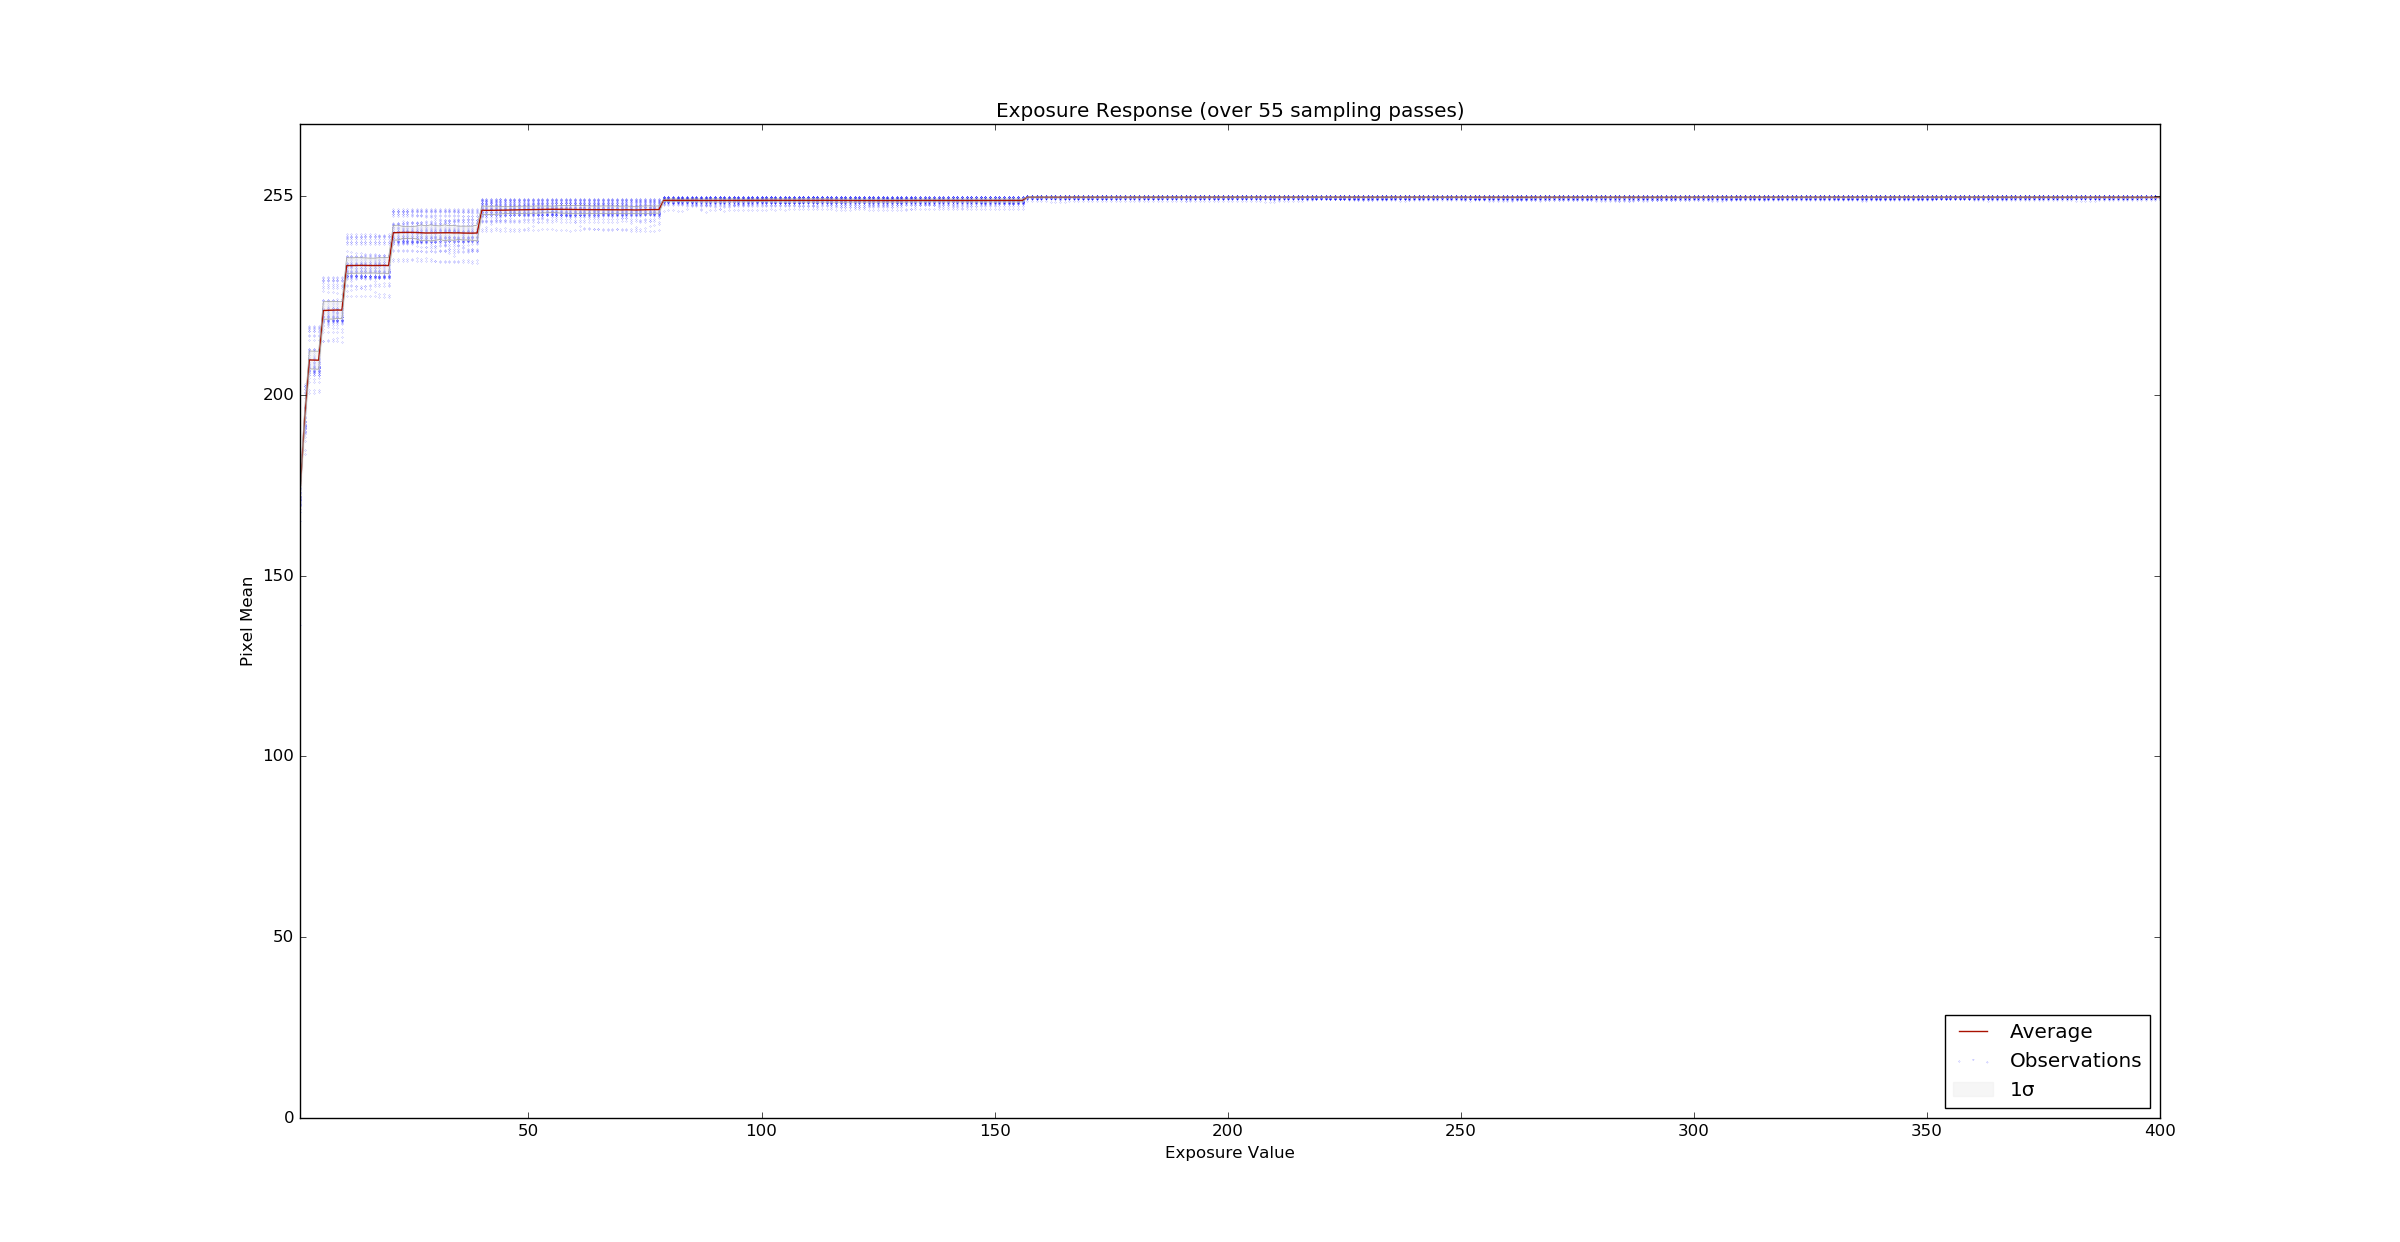 Exposure Response (over 55 sampling passes)
255
200
150
100
50
0
Pixel Mean
50 100 150 200 250 300 350 400
Exposure Value
Average
Observations
1σ